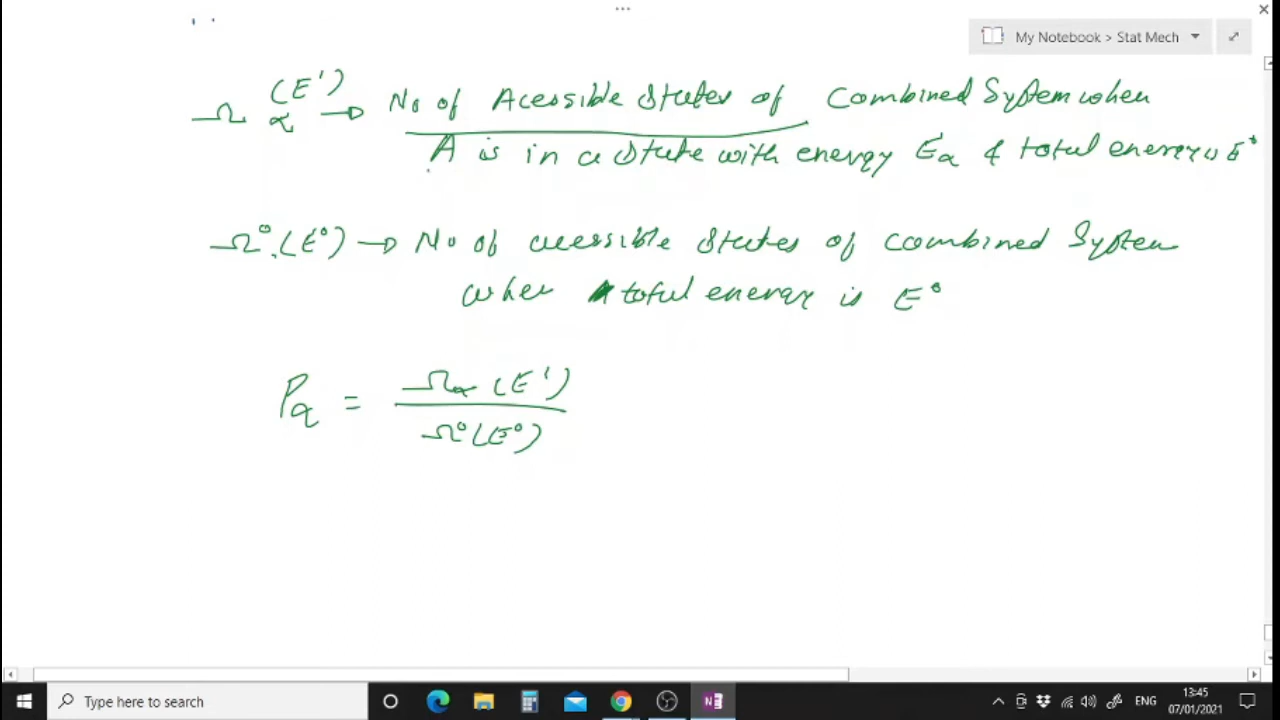 My Notebook > Stat Mech
Ωα (E') → No of Acessible States of Combined System when
A is in a State with energy Eα & total energy is E°
Ω°(E°) → No of acessible States of combined System
when total energy is E°
Pα = Ωα (E') / Ω°(E°)
Type here to search
ENG
13:45
07/01/2021